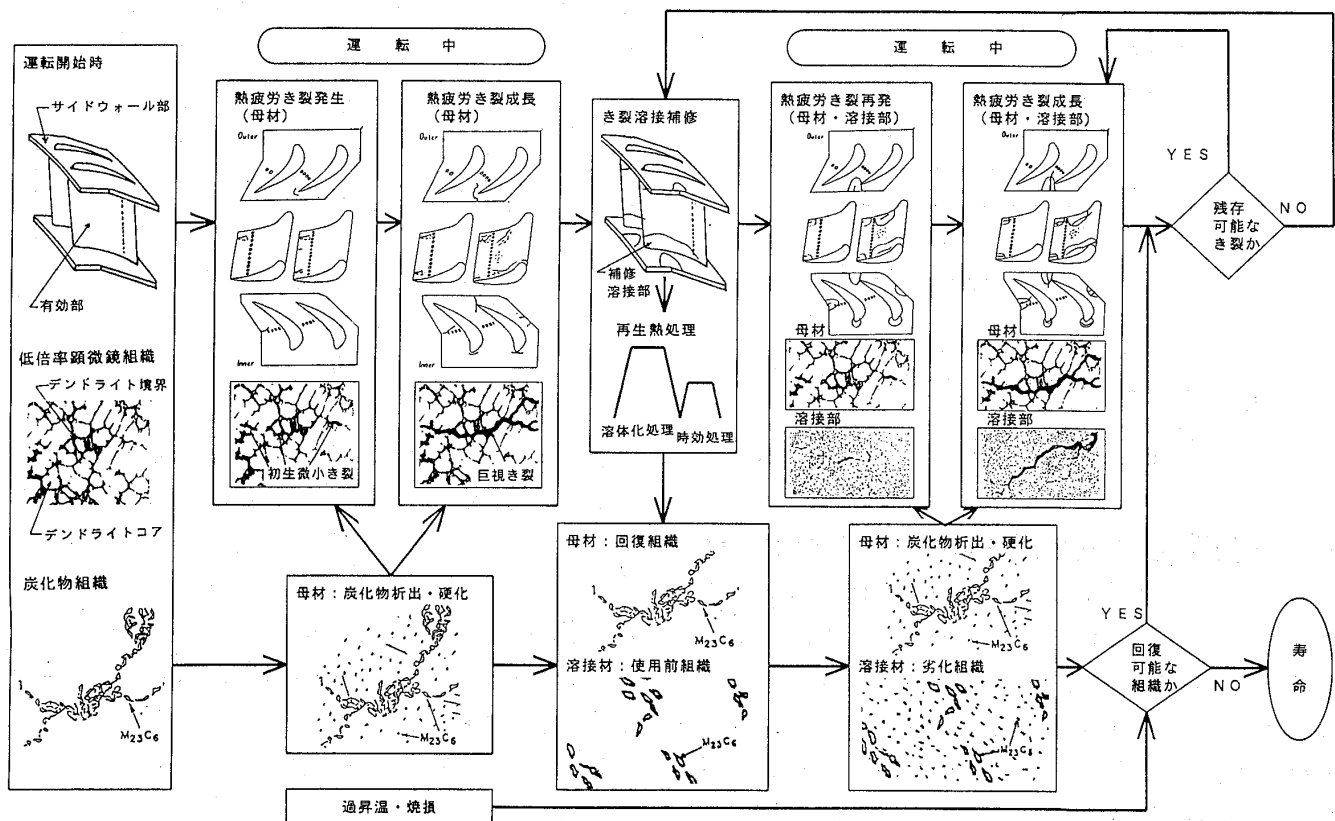 運転中
運転中
運転開始時
サイドウォール部
有効部
低倍率顕微鏡組織
デンドライト境界
デンドライトコア
炭化物組織
M₂₃C₆
熱疲労き裂発生
(母材)
Outer
Inner
初生微小き裂
熱疲労き裂成長
(母材)
Outer
Inner
巨視き裂
母材:炭化物析出・硬化
M₂₃C₆
過昇温・焼損
き裂溶接補修
補修
溶接部
再生熱処理
溶体化処理
時効処理
母材:回復組織
M₂₃C₆
溶接材:使用前組織
M₂₃C₆
熱疲労き裂再発
(母材・溶接部)
Outer
Inner
母材
溶接部
熱疲労き裂成長
(母材・溶接部)
Outer
Inner
母材
溶接部
母材:炭化物析出・硬化
M₂₃C₆
溶接材:劣化組織
M₂₃C₆
YES
残存
可能な
き裂か
NO
YES
回復
可能な
組織か
NO
寿命